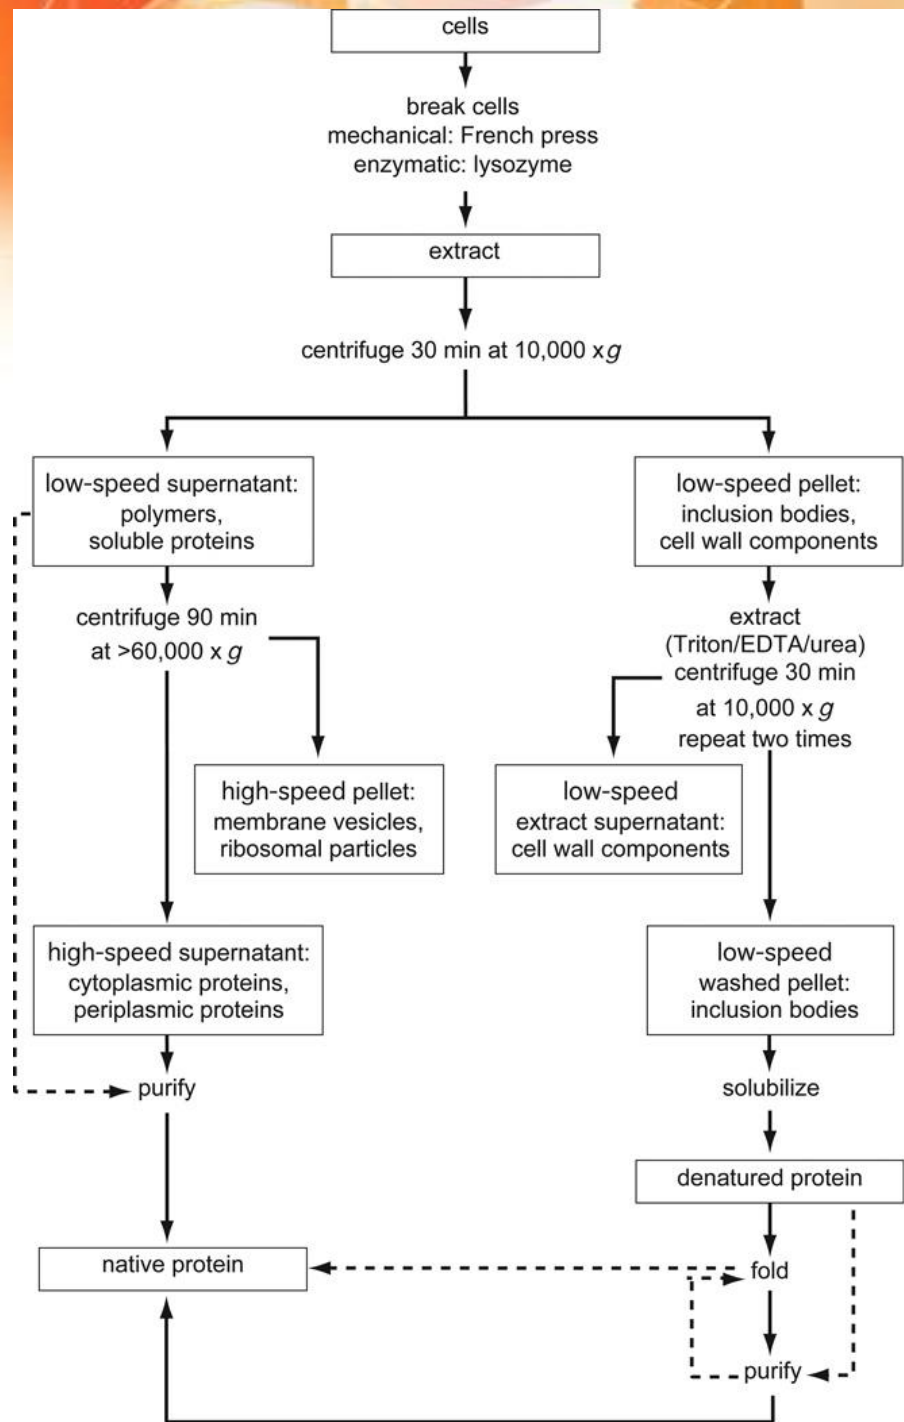 cells
break cells
mechanical: French press
enzymatic: lysozyme
extract
centrifuge 30 min at 10,000 x g
low-speed supernatant:
polymers,
soluble proteins
low-speed pellet:
inclusion bodies,
cell wall components
centrifuge 90 min
at >60,000 x g
extract
(Triton/EDTA/urea)
centrifuge 30 min
at 10,000 x g
repeat two times
high-speed pellet:
membrane vesicles,
ribosomal particles
low-speed
extract supernatant:
cell wall components
high-speed supernatant:
cytoplasmic proteins,
periplasmic proteins
low-speed
washed pellet:
inclusion bodies
purify
solubilize
denatured protein
native protein
fold
purify